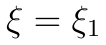 ξ = ξ₁